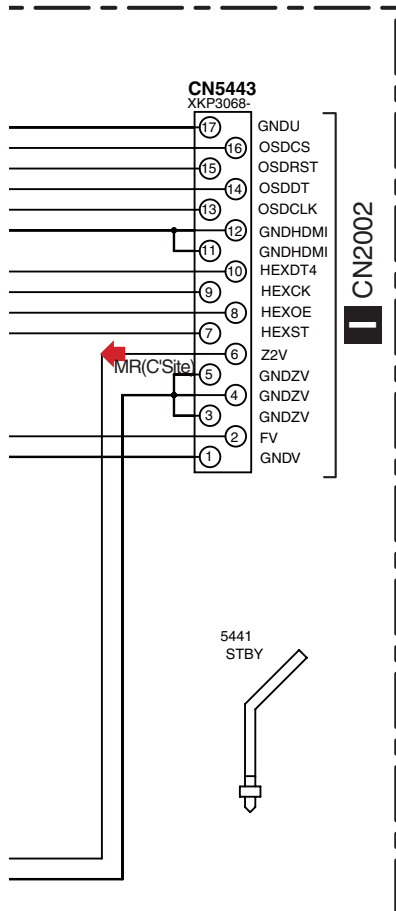 CN5443
XKP3068-
17 GNDU
16 OSDCS
15 OSDRST
14 OSDDT
13 OSDCLK
12 GNDHDMI
11 GNDHDMI
10 HEXDT4
9 HEXCK
8 HEXOE
7 HEXST
6 Z2V
MR(C'Site)
5 GNDZV
4 GNDZV
3 GNDZV
2 FV
1 GNDV
I CN2002
5441
STBY